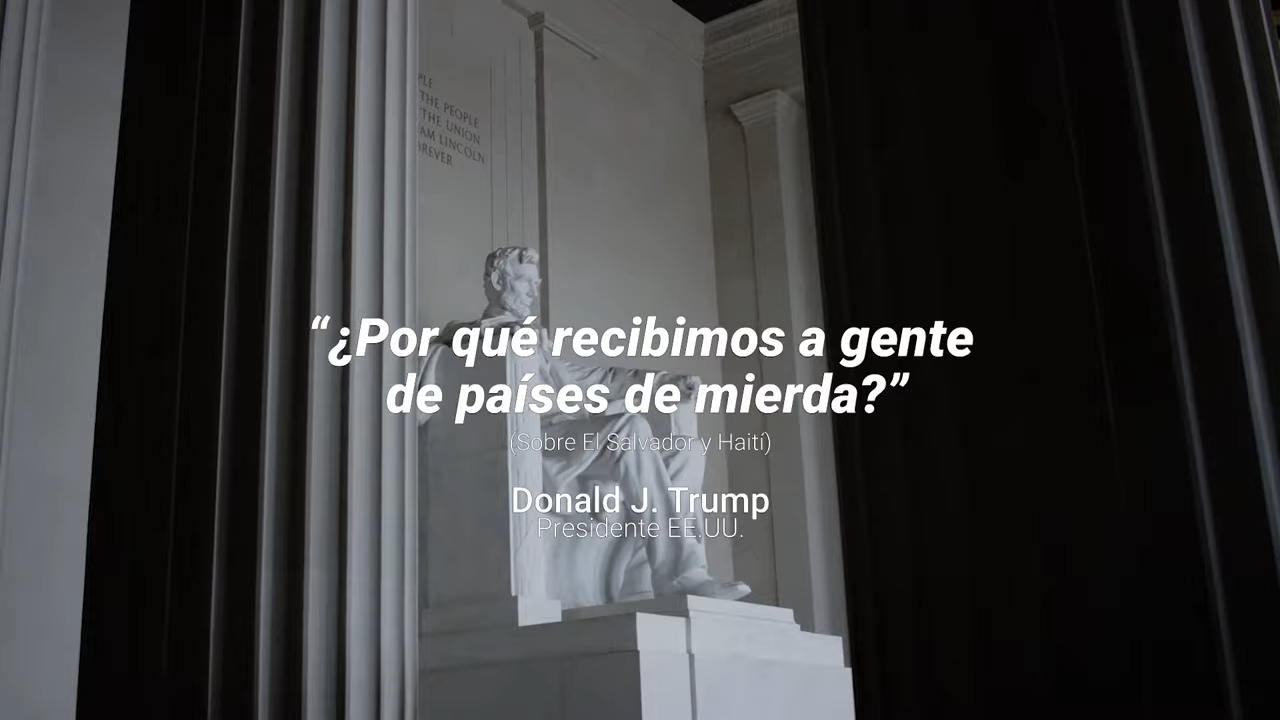 PLE
THE PEOPLE
THE UNION
AM LINCOLN
REVER
“¿Por qué recibimos a gente
de países de mierda?”
(Sobre El Salvador y Haití)
Donald J. Trump
Presidente EE.UU.